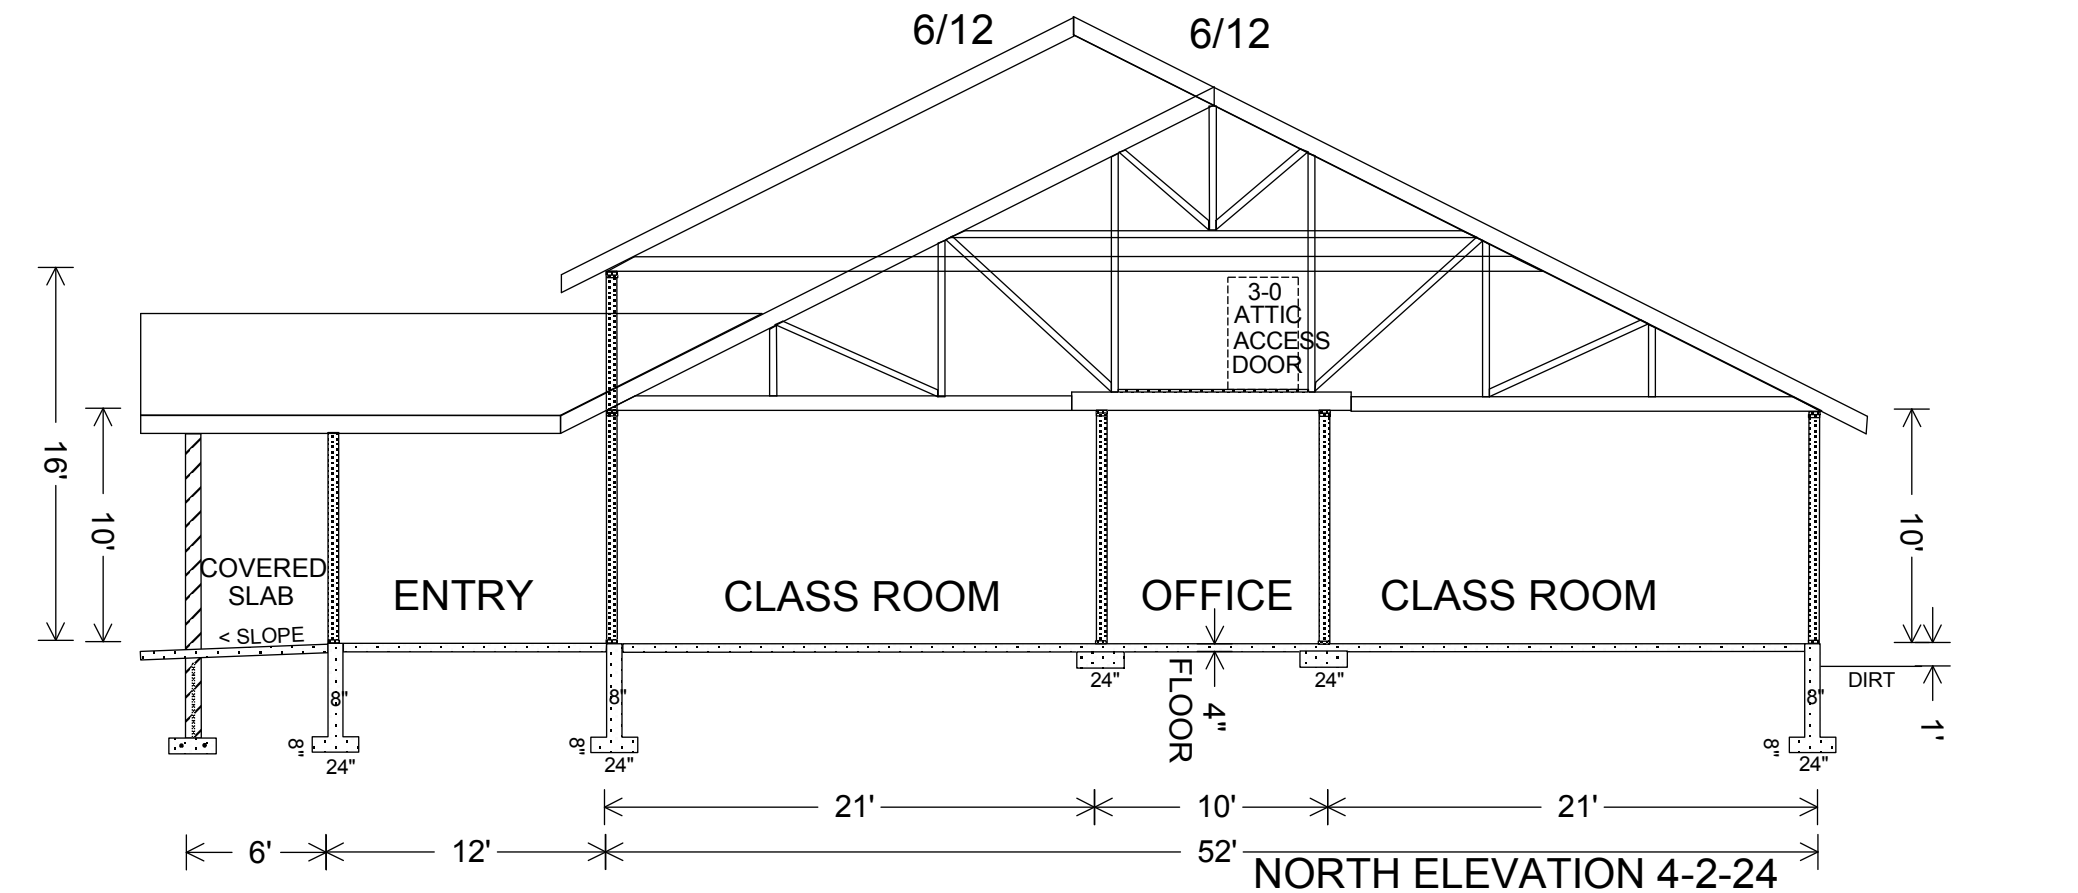 6/12
6/12
3-0
ATTIC
ACCESS
DOOR
16'
10'
10'
COVERED
SLAB
< SLOPE
ENTRY
CLASS ROOM
OFFICE
CLASS ROOM
24"
24"
FLOOR
4"
DIRT
1'
8"
8"
8"
8"
24"
8"
24"
8"
24"
21'
10'
21'
6'
12'
52'
NORTH ELEVATION 4-2-24